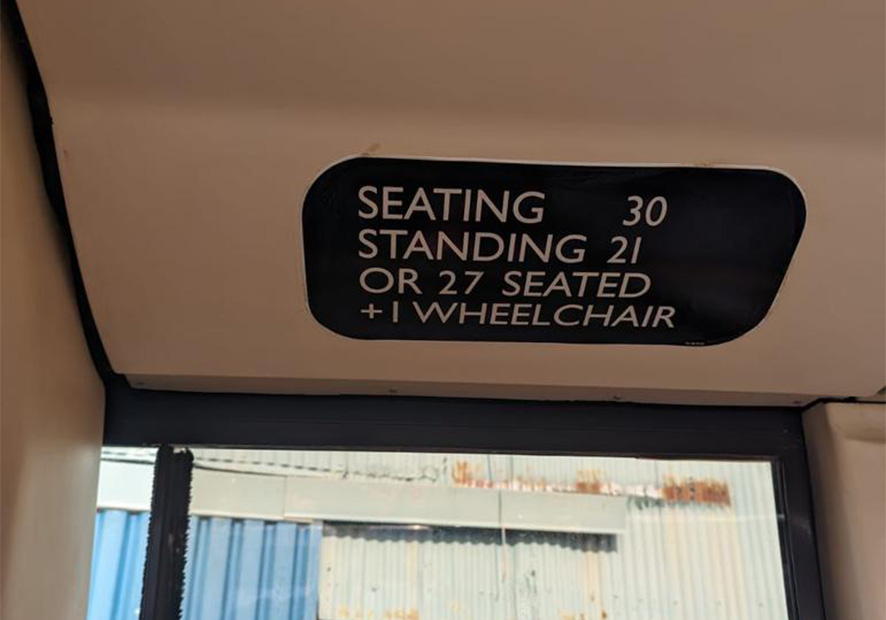 SEATING 30
STANDING 21
OR 27 SEATED
+1 WHEELCHAIR